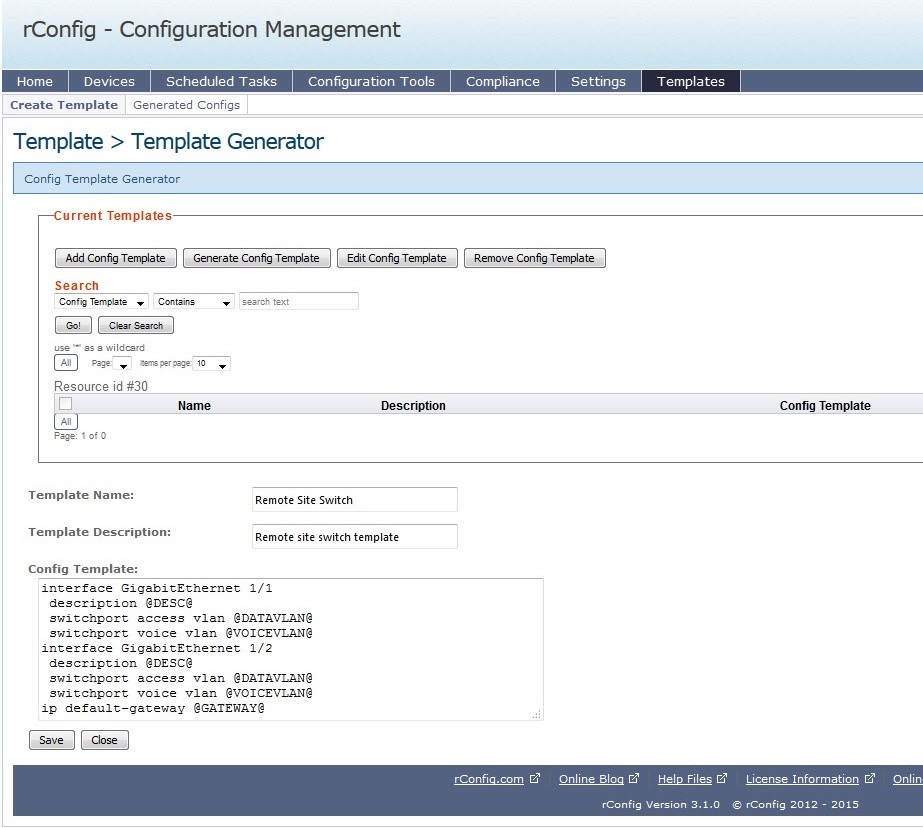 rConfig - Configuration Management
Home Devices Scheduled Tasks Configuration Tools Compliance Settings Templates
Create Template Generated Configs
Template > Template Generator
Config Template Generator
Current Templates
Add Config Template Generate Config Template Edit Config Template Remove Config Template
Search
Config Template Contains search text
Go! Clear Search
use '*' as a wildcard
All Page: Items per page: 10
Resource id #30
Name Description Config Template
All
Page: 1 of 0
Template Name: Remote Site Switch
Template Description: Remote site switch template
Config Template:
interface GigabitEthernet 1/1
 description @DESC@
 switchport access vlan @DATAVLAN@
 switchport voice vlan @VOICEVLAN@
interface GigabitEthernet 1/2
 description @DESC@
 switchport access vlan @DATAVLAN@
 switchport voice vlan @VOICEVLAN@
ip default-gateway @GATEWAY@
Save Close
rConfig.com Online Blog Help Files License Information Onlin
rConfig Version 3.1.0 © rConfig 2012 - 2015